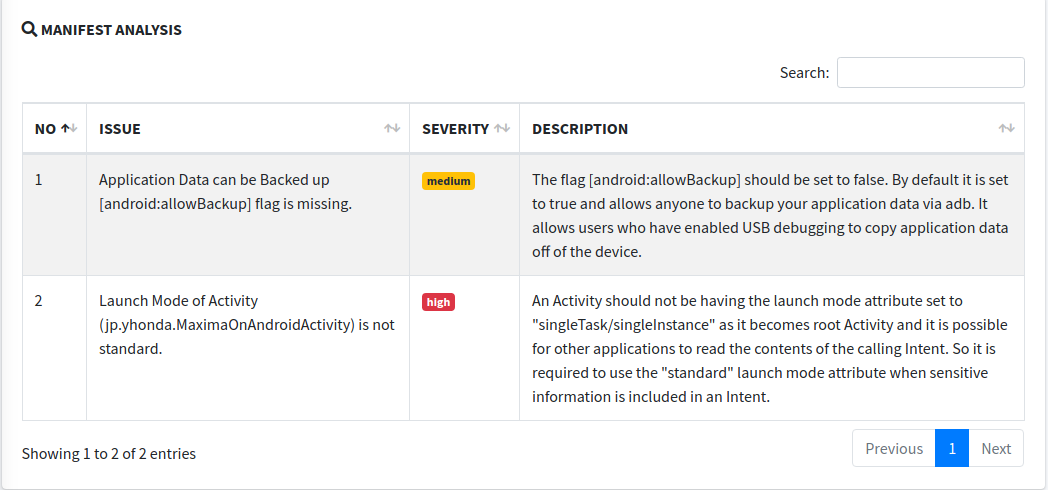 MANIFEST ANALYSIS
Search:
NO ISSUE SEVERITY DESCRIPTION
1
Application Data can be Backed up
[android:allowBackup] flag is missing.
medium
The flag [android:allowBackup] should be set to false. By default it is set
to true and allows anyone to backup your application data via adb. It
allows users who have enabled USB debugging to copy application data
off of the device.
2
Launch Mode of Activity
(jp.yhonda.MaximaOnAndroidActivity) is not
standard.
high
An Activity should not be having the launch mode attribute set to
"singleTask/singleInstance" as it becomes root Activity and it is possible
for other applications to read the contents of the calling Intent. So it is
required to use the "standard" launch mode attribute when sensitive
information is included in an Intent.
Showing 1 to 2 of 2 entries
Previous 1 Next